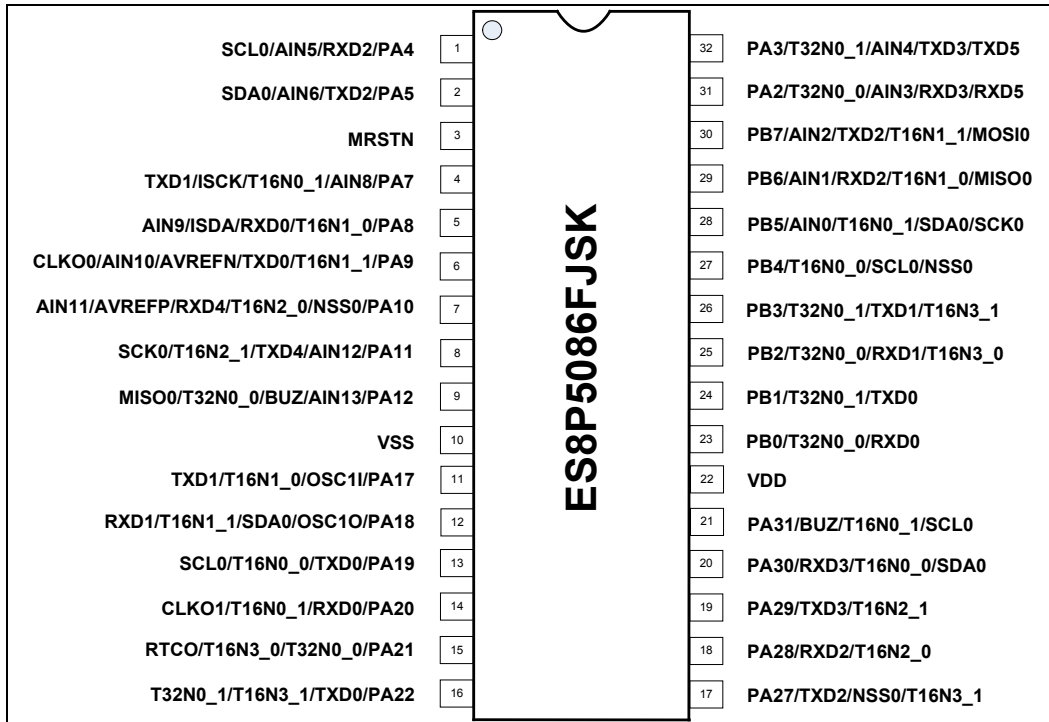 SCL0/AIN5/RXD2/PA4 1
SDA0/AIN6/TXD2/PA5 2
MRSTN 3
TXD1/ISCK/T16N0_1/AIN8/PA7 4
AIN9/ISDA/RXD0/T16N1_0/PA8 5
CLKO0/AIN10/AVREFN/TXD0/T16N1_1/PA9 6
AIN11/AVREFP/RXD4/T16N2_0/NSS0/PA10 7
SCK0/T16N2_1/TXD4/AIN12/PA11 8
MISO0/T32N0_0/BUZ/AIN13/PA12 9
VSS 10
TXD1/T16N1_0/OSC1I/PA17 11
RXD1/T16N1_1/SDA0/OSC1O/PA18 12
SCL0/T16N0_0/TXD0/PA19 13
CLKO1/T16N0_1/RXD0/PA20 14
RTCO/T16N3_0/T32N0_0/PA21 15
T32N0_1/T16N3_1/TXD0/PA22 16
ES8P5086FJSK
32 PA3/T32N0_1/AIN4/TXD3/TXD5
31 PA2/T32N0_0/AIN3/RXD3/RXD5
30 PB7/AIN2/TXD2/T16N1_1/MOSI0
29 PB6/AIN1/RXD2/T16N1_0/MISO0
28 PB5/AIN0/T16N0_1/SDA0/SCK0
27 PB4/T16N0_0/SCL0/NSS0
26 PB3/T32N0_1/TXD1/T16N3_1
25 PB2/T32N0_0/RXD1/T16N3_0
24 PB1/T32N0_1/TXD0
23 PB0/T32N0_0/RXD0
22 VDD
21 PA31/BUZ/T16N0_1/SCL0
20 PA30/RXD3/T16N0_0/SDA0
19 PA29/TXD3/T16N2_1
18 PA28/RXD2/T16N2_0
17 PA27/TXD2/NSS0/T16N3_1